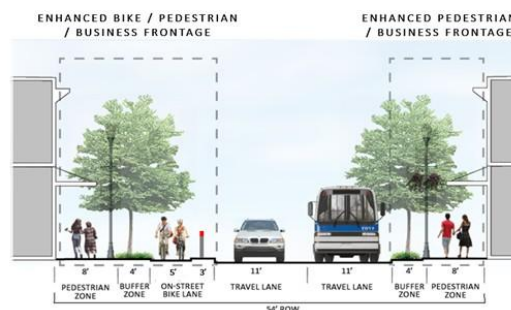 ENHANCED BIKE / PEDESTRIAN
/ BUSINESS FRONTAGE
ENHANCED PEDESTRIAN
/ BUSINESS FRONTAGE
8' 4' 5' 3' 11' 11' 4' 8'
PEDESTRIAN ZONE
BUFFER ZONE
ON-STREET BIKE LANE
TRAVEL LANE
TRAVEL LANE
BUFFER ZONE
PEDESTRIAN ZONE
54' ROW